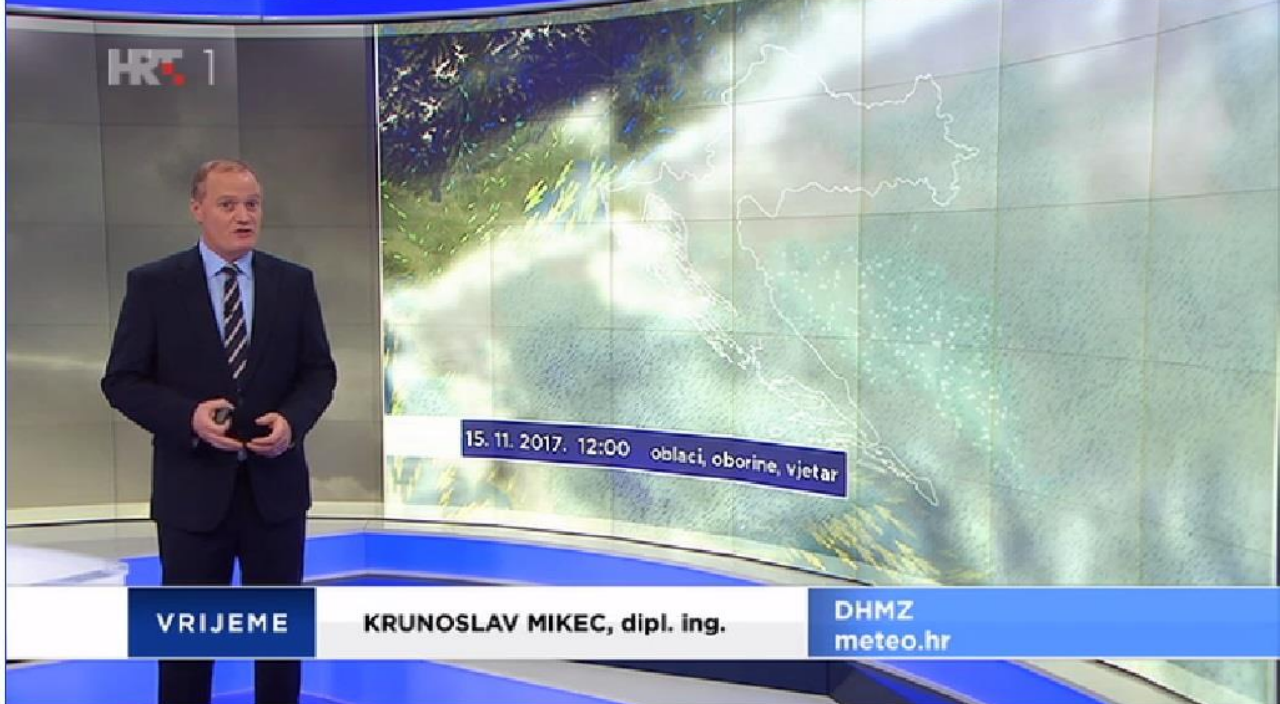 HRT 1
15. 11. 2017. 12:00 oblaci, oborine, vjetar
VRIJEME
KRUNOSLAV MIKEC, dipl. ing.
DHMZ
meteo.hr